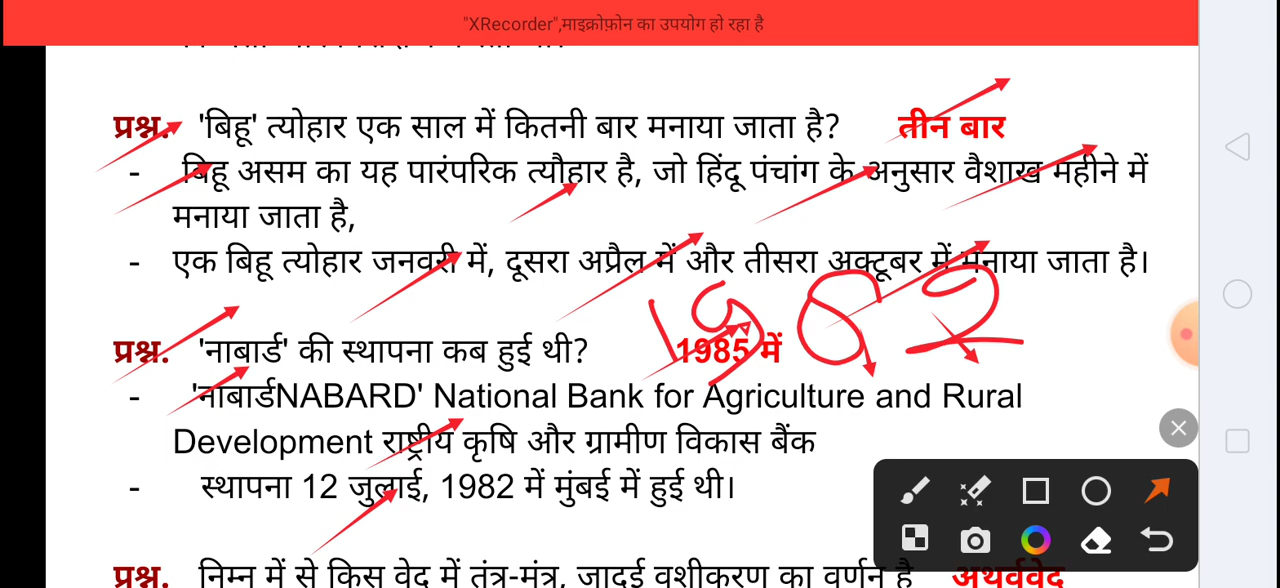 "XRecorder",माइक्रोफ़ोन का उपयोग हो रहा है
प्रश्न. 'बिहू' त्योहार एक साल में कितनी बार मनाया जाता है? तीन बार
- बिहू असम का यह पारंपरिक त्यौहार है, जो हिंदू पंचांग के अनुसार वैशाख महीने में
मनाया जाता है,
- एक बिहू त्योहार जनवरी में, दूसरा अप्रैल में और तीसरा अक्टूबर में मनाया जाता है।
1982
प्रश्न. 'नाबार्ड' की स्थापना कब हुई थी? 1985 में
- 'नाबार्डNABARD' National Bank for Agriculture and Rural
Development राष्ट्रीय कृषि और ग्रामीण विकास बैंक
- स्थापना 12 जुलाई, 1982 में मुंबई में हुई थी।
प्रश्न. निम्न में से किस वेद में तंत्र-मंत्र, जादुई वशीकरण का वर्णन है अथर्ववेद